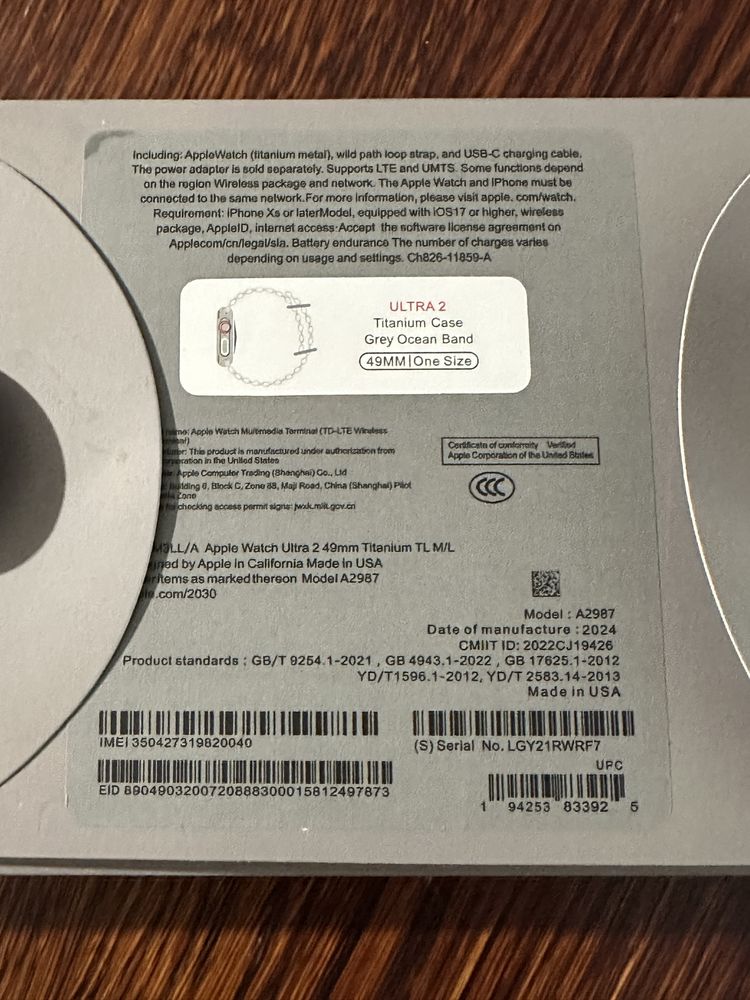 Including: AppleWatch (titanium metal), wild path loop strap, and USB-C charging cable.
The power adapter is sold separately. Supports LTE and UMTS. Some functions depend
on the region Wireless package and network. The Apple Watch and iPhone must be
connected to the same network.For more information, please visit apple. com/watch.
Requirement: iPhone Xs or laterModel, equipped with iOS17 or higher, wireless
package, AppleID, internet access·Accept the software license agreement on
Applecom/cn/legal/sla. Battery endurance The number of charges varies
depending on usage and settings. Ch826-11859-A
ULTRA 2
Titanium Case
Grey Ocean Band
49MM|One Size
name: Apple Watch Multimedia Terminal (TD-LTE Wireless
This product is manufactured under authorization from
in the United States
Apple Computer Trading (Shanghai) Co., Ltd
Building 6, Block C, Zone 88, Maji Road, China (Shanghai) Pilot
Zone
checking access permit signs: jwxk.miit.gov.cn
Certificate of conformity Verified
Apple Corporation of the United States
CCC
LL/A Apple Watch Ultra 2 49mm Titanium TL M/L
by Apple in California Made in USA
items as marked thereon Model A2987
.com/2030
Model : A2987
Date of manufacture : 2024
CMIIT ID: 2022CJ19426
Product standards : GB/T 9254.1-2021 , GB 4943.1-2022 , GB 17625.1-2012
YD/T1596.1-2012, YD/T 2583.14-2013
Made in USA
IMEI 350427319820040
(S) Serial No. LGY21RWRF7
UPC
EID 8904903200720888300015812497873
1 94253 83392 5